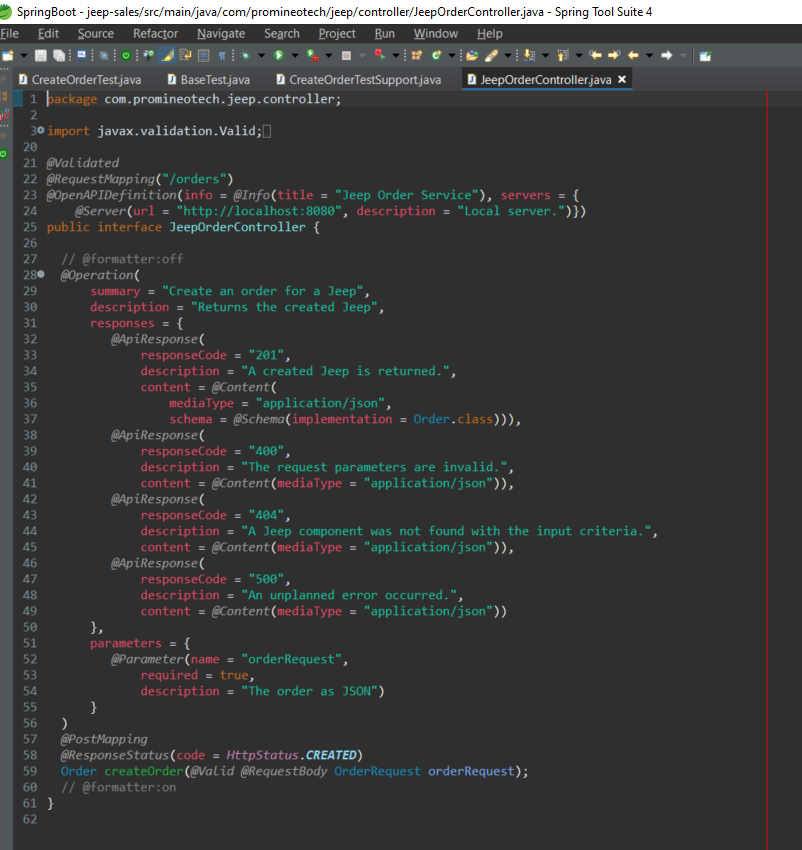 SpringBoot - jeep-sales/src/main/java/com/promineotech/jeep/controller/JeepOrderController.java - Spring Tool Suite 4
File Edit Source Refactor Navigate Search Project Run Window Help
CreateOrderTest.java BaseTest.java CreateOrderTestSupport.java JeepOrderController.java
1 package com.promineotech.jeep.controller;
2
3 import javax.validation.Valid;
20
21 @Validated
22 @RequestMapping("/orders")
23 @OpenAPIDefinition(info = @Info(title = "Jeep Order Service"), servers = {
24 @Server(url = "http://localhost:8080", description = "Local server.")})
25 public interface JeepOrderController {
26
27 // @formatter:off
28 @Operation(
29 summary = "Create an order for a Jeep",
30 description = "Returns the created Jeep",
31 responses = {
32 @ApiResponse(
33 responseCode = "201",
34 description = "A created Jeep is returned.",
35 content = @Content(
36 mediaType = "application/json",
37 schema = @Schema(implementation = Order.class))),
38 @ApiResponse(
39 responseCode = "400",
40 description = "The request parameters are invalid.",
41 content = @Content(mediaType = "application/json")),
42 @ApiResponse(
43 responseCode = "404",
44 description = "A Jeep component was not found with the input criteria.",
45 content = @Content(mediaType = "application/json")),
46 @ApiResponse(
47 responseCode = "500",
48 description = "An unplanned error occurred.",
49 content = @Content(mediaType = "application/json"))
50 },
51 parameters = {
52 @Parameter(name = "orderRequest",
53 required = true,
54 description = "The order as JSON")
55 }
56 )
57 @PostMapping
58 @ResponseStatus(code = HttpStatus.CREATED)
59 Order createOrder(@Valid @RequestBody OrderRequest orderRequest);
60 // @formatter:on
61 }
62